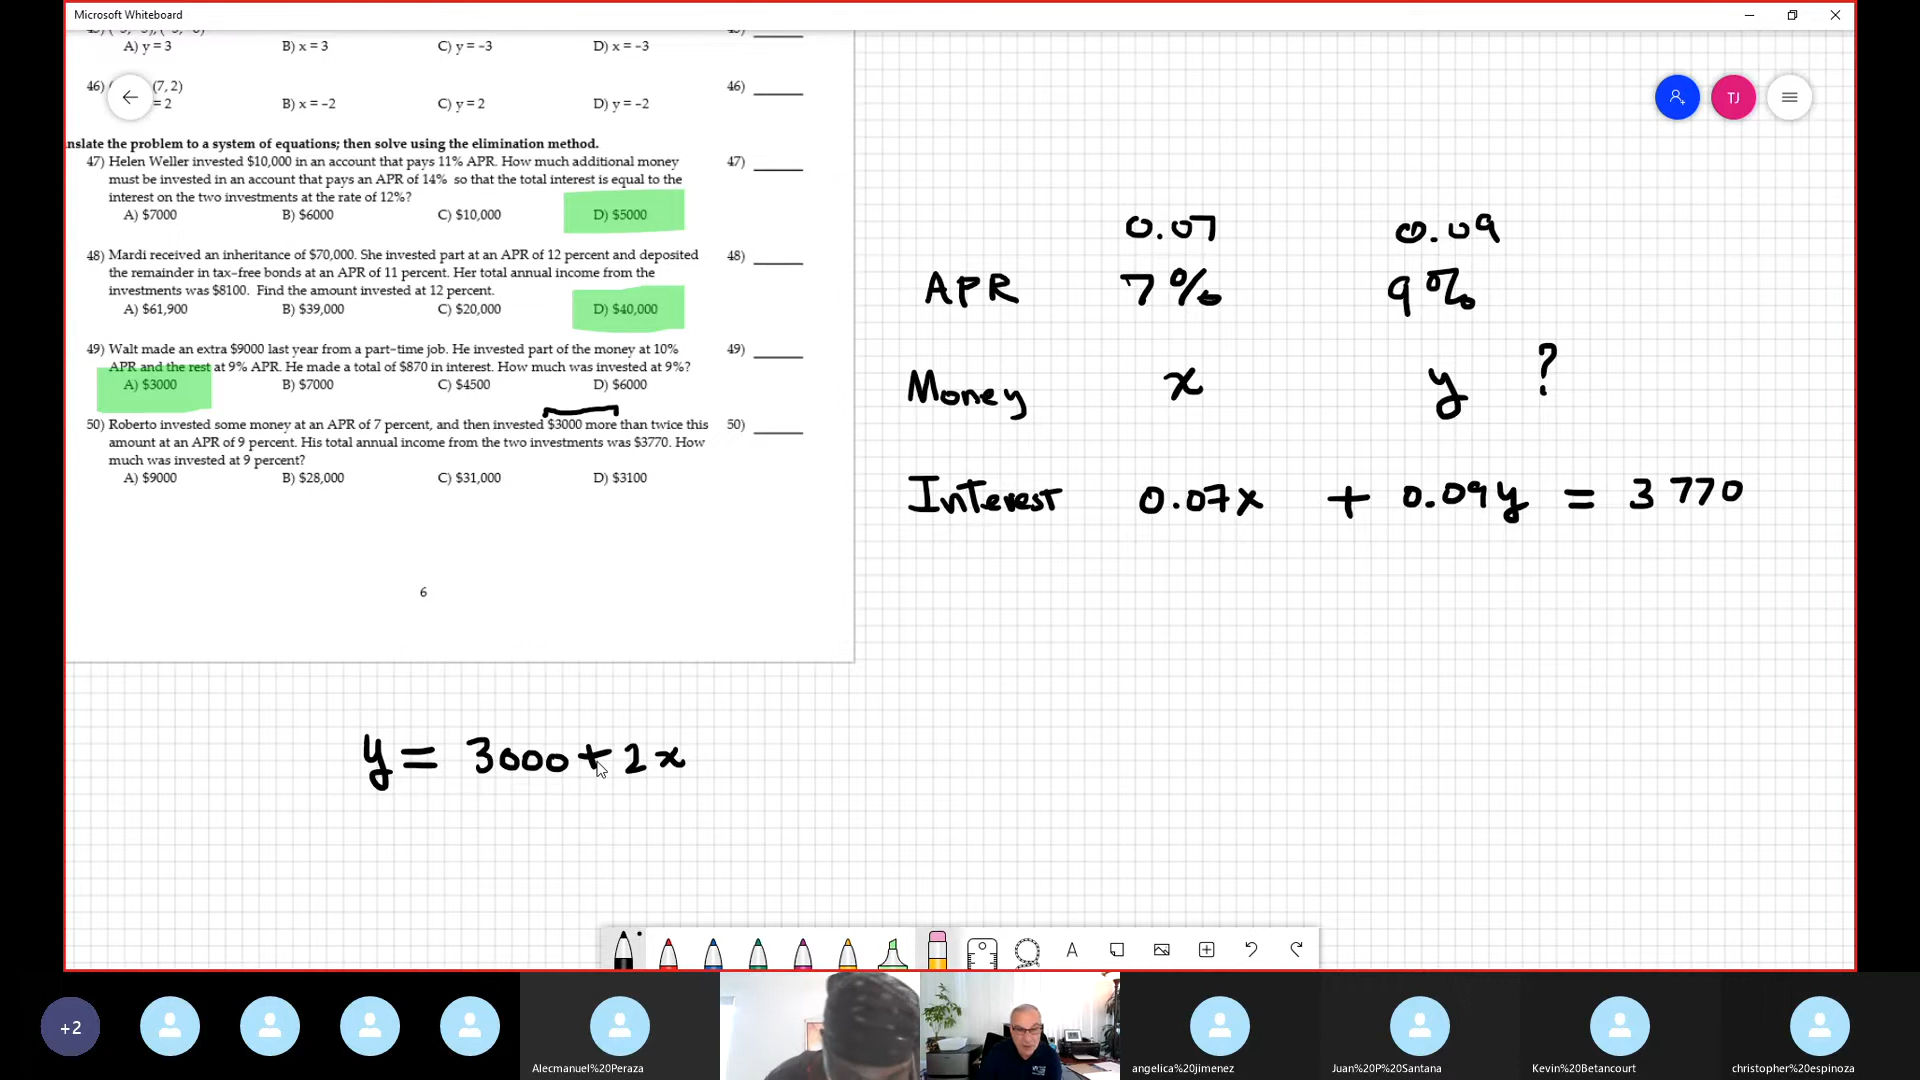 Microsoft Whiteboard
A) y = 3 B) x = 3 C) y = −3 D) x = −3
46) (7, 2) 46) ______
= 2 B) x = −2 C) y = 2 D) y = −2
nslate the problem to a system of equations; then solve using the elimination method.
47) Helen Weller invested $10,000 in an account that pays 11% APR. How much additional money 47) ______
must be invested in an account that pays an APR of 14% so that the total interest is equal to the
interest on the two investments at the rate of 12%?
A) $7000 B) $6000 C) $10,000 D) $5000
48) Mardi received an inheritance of $70,000. She invested part at an APR of 12 percent and deposited 48) ______
the remainder in tax−free bonds at an APR of 11 percent. Her total annual income from the
investments was $8100. Find the amount invested at 12 percent.
A) $61,900 B) $39,000 C) $20,000 D) $40,000
49) Walt made an extra $9000 last year from a part−time job. He invested part of the money at 10% 49) ______
APR and the rest at 9% APR. He made a total of $870 in interest. How much was invested at 9%?
A) $3000 B) $7000 C) $4500 D) $6000
50) Roberto invested some money at an APR of 7 percent, and then invested $3000 more than twice this 50) ______
amount at an APR of 9 percent. His total annual income from the two investments was $3770. How
much was invested at 9 percent?
A) $9000 B) $28,000 C) $31,000 D) $3100
6
TJ
0.07 0.09
APR 7% 9%
Money x y ?
Interest 0.07x + 0.09y = 3770
y = 3000 + 2x
A
+2
Alecmanuel%20Peraza
angelica%20jimenez
Juan%20P%20Santana
Kevin%20Betancourt
christopher%20espinoza